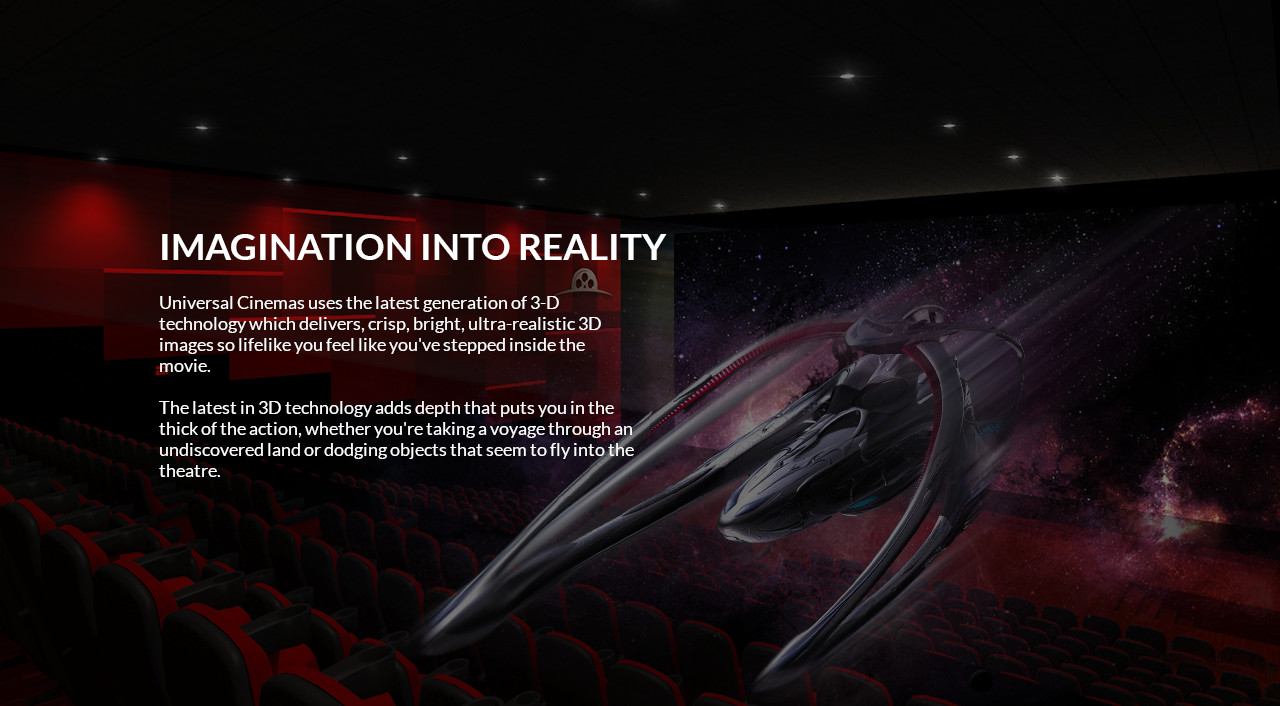 IMAGINATION INTO REALITY
Universal Cinemas uses the latest generation of 3-D
technology which delivers, crisp, bright, ultra-realistic 3D
images so lifelike you feel like you've stepped inside the
movie.
The latest in 3D technology adds depth that puts you in the
thick of the action, whether you're taking a voyage through an
undiscovered land or dodging objects that seem to fly into the
theatre.